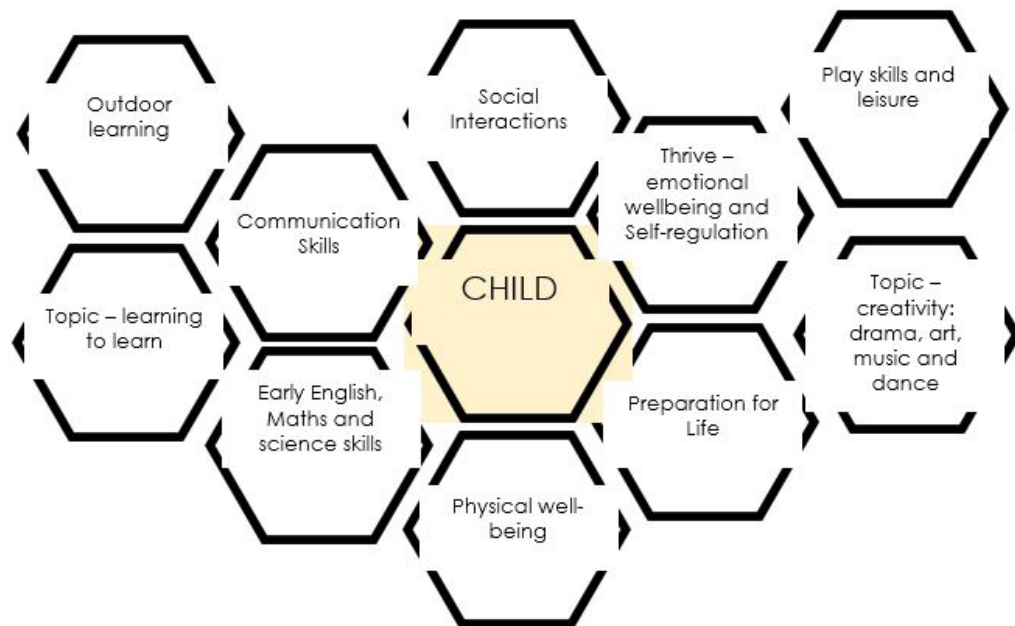 Outdoor
learning
Social
Interactions
Play skills and
leisure
Communication
Skills
Thrive –
emotional
wellbeing and
Self-regulation
CHILD
Topic – learning
to learn
Topic –
creativity:
drama, art,
music and
dance
Early English,
Maths and
science skills
Preparation for
Life
Physical well-
being